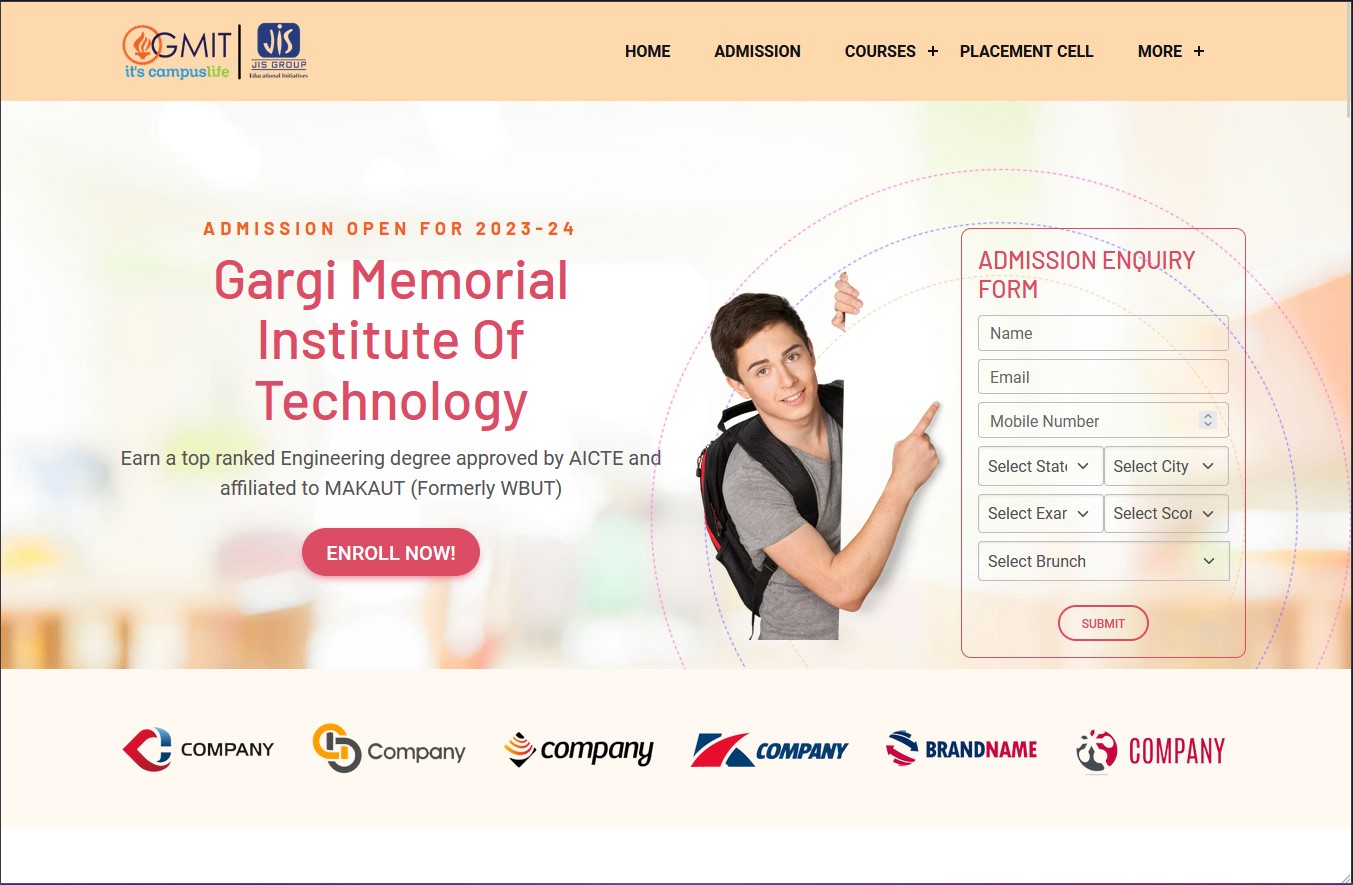 GMIT
it's campuslife
JIS
JIS GROUP
Educational Initiatives
HOME
ADMISSION
COURSES +
PLACEMENT CELL
MORE +
ADMISSION OPEN FOR 2023-24
Gargi Memorial
Institute Of
Technology
Earn a top ranked Engineering degree approved by AICTE and
affiliated to MAKAUT (Formerly WBUT)
ENROLL NOW!
ADMISSION ENQUIRY
FORM
Name
Email
Mobile Number
Select State
Select City
Select Exar
Select Scor
Select Brunch
SUBMIT
COMPANY
Company
company
COMPANY
BRANDNAME
COMPANY